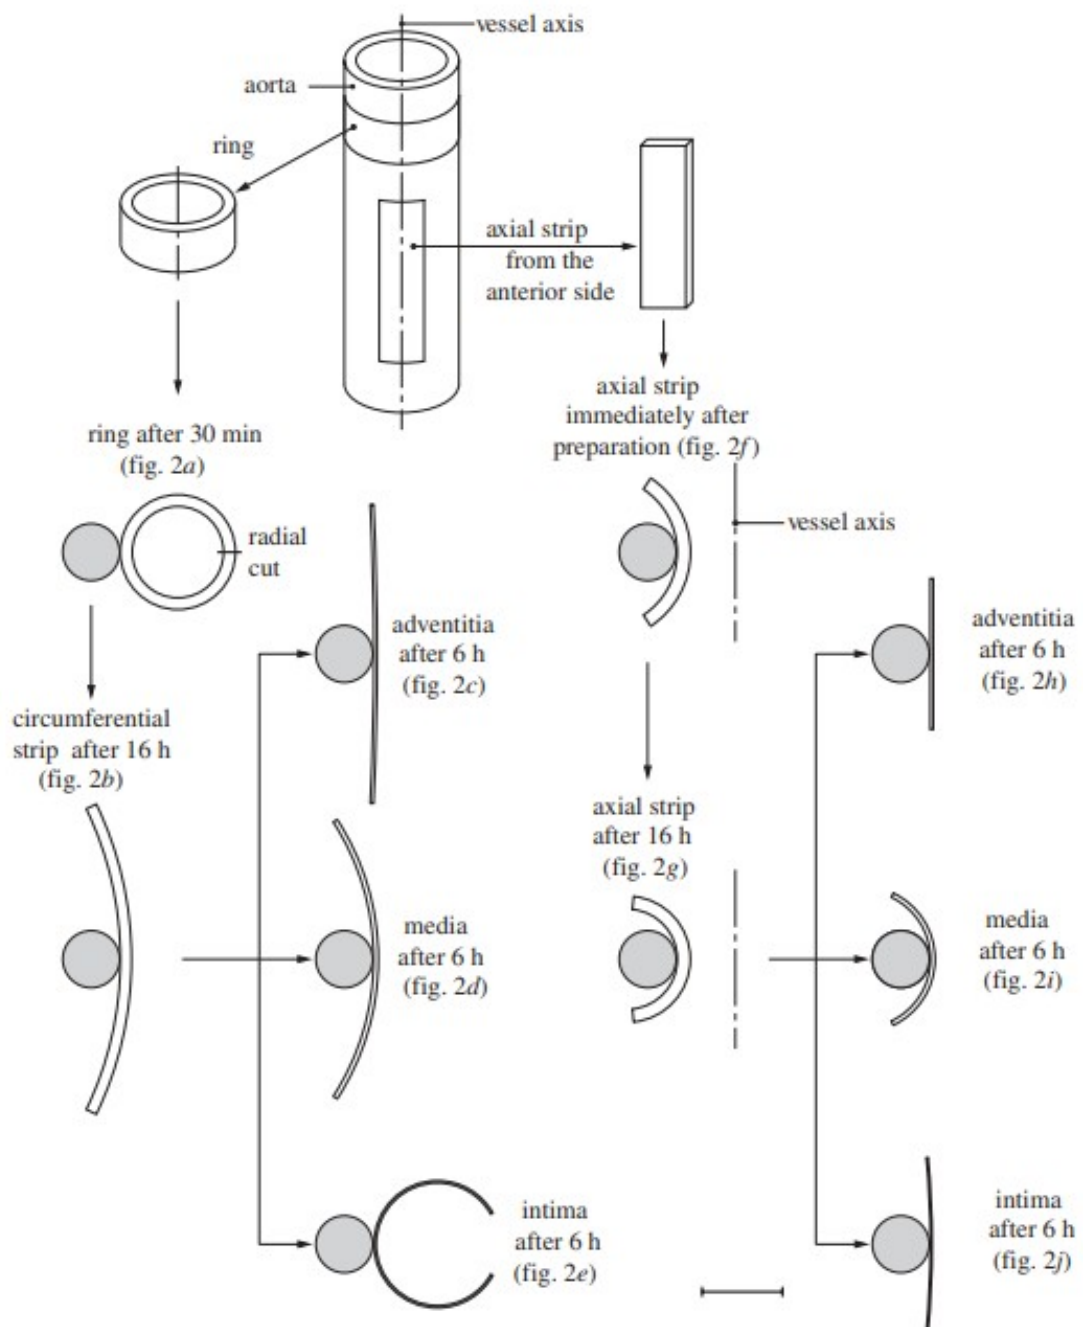 vessel axis
aorta
ring
axial strip
from the
anterior side
axial strip
immediately after
preparation (fig. 2f)
ring after 30 min
(fig. 2a)
vessel axis
radial
cut
adventitia
after 6 h
(fig. 2c)
adventitia
after 6 h
(fig. 2h)
circumferential
strip after 16 h
(fig. 2b)
axial strip
after 16 h
(fig. 2g)
media
after 6 h
(fig. 2d)
media
after 6 h
(fig. 2i)
intima
after 6 h
(fig. 2e)
intima
after 6 h
(fig. 2j)